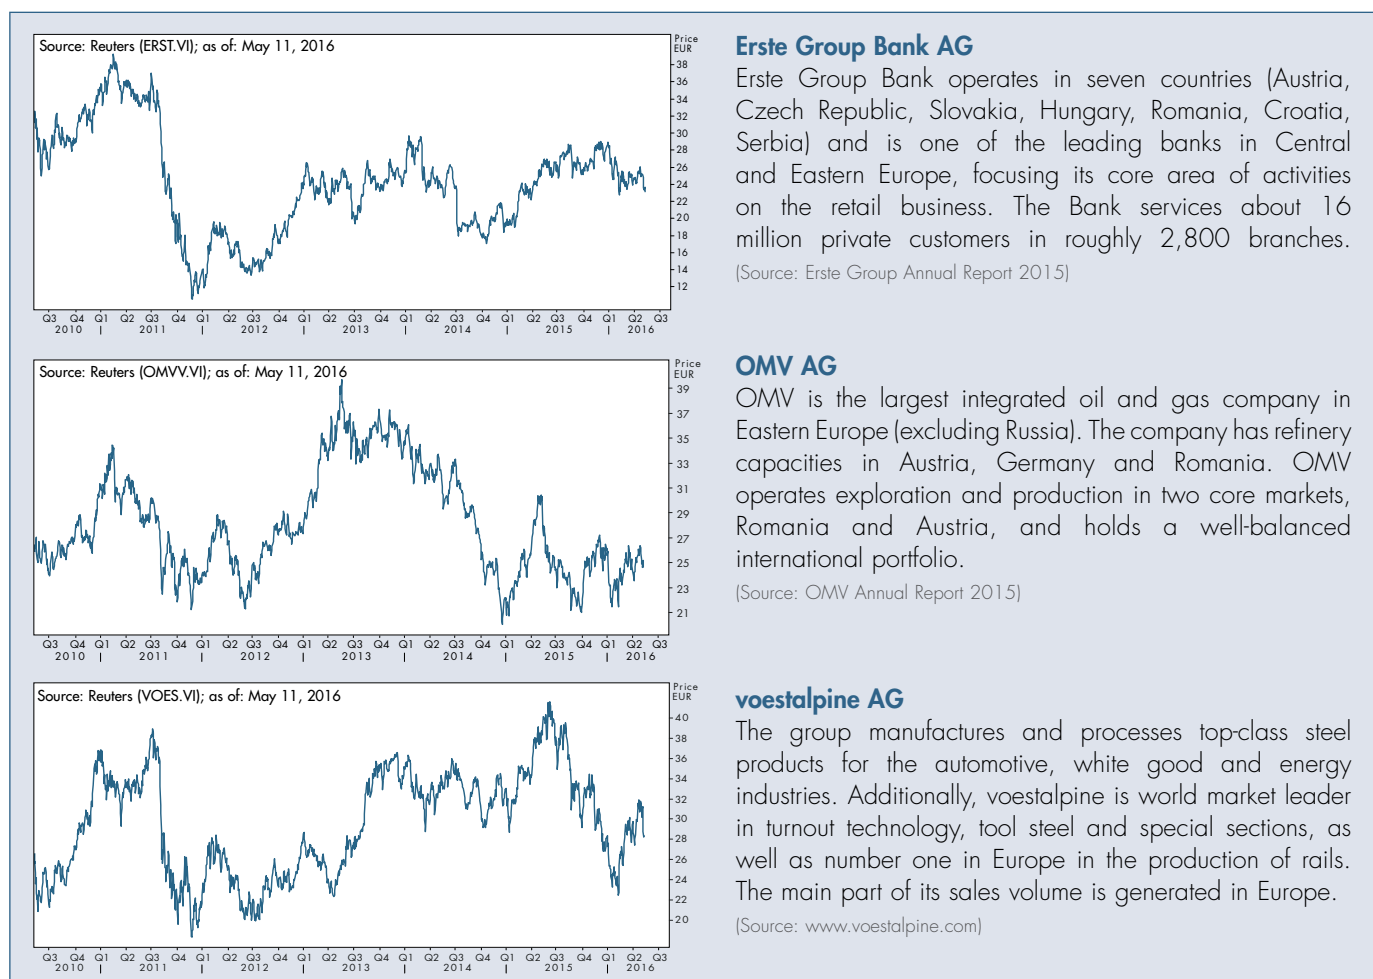 Source: Reuters (ERST.VI); as of: May 11, 2016
Price
EUR
38
36
34
32
30
28
26
24
22
20
18
16
14
12
Q3 Q4 Q1 Q2 Q3 Q4 Q1 Q2 Q3 Q4 Q1 Q2 Q3 Q4 Q1 Q2 Q3 Q4 Q1 Q2 Q3 Q4 Q1 Q2 Q3
2010 2011 2012 2013 2014 2015 2016
Erste Group Bank AG
Erste Group Bank operates in seven countries (Austria,
Czech Republic, Slovakia, Hungary, Romania, Croatia,
Serbia) and is one of the leading banks in Central
and Eastern Europe, focusing its core area of activities
on the retail business. The Bank services about 16
million private customers in roughly 2,800 branches.
(Source: Erste Group Annual Report 2015)
Source: Reuters (OMVV.VI); as of: May 11, 2016
Price
EUR
39
37
35
33
31
29
27
25
23
21
Q3 Q4 Q1 Q2 Q3 Q4 Q1 Q2 Q3 Q4 Q1 Q2 Q3 Q4 Q1 Q2 Q3 Q4 Q1 Q2 Q3 Q4 Q1 Q2 Q3
2010 2011 2012 2013 2014 2015 2016
OMV AG
OMV is the largest integrated oil and gas company in
Eastern Europe (excluding Russia). The company has refinery
capacities in Austria, Germany and Romania. OMV
operates exploration and production in two core markets,
Romania and Austria, and holds a well-balanced
international portfolio.
(Source: OMV Annual Report 2015)
Source: Reuters (VOES.VI); as of: May 11, 2016
Price
EUR
40
38
36
34
32
30
28
26
24
22
20
Q3 Q4 Q1 Q2 Q3 Q4 Q1 Q2 Q3 Q4 Q1 Q2 Q3 Q4 Q1 Q2 Q3 Q4 Q1 Q2 Q3 Q4 Q1 Q2 Q3
2010 2011 2012 2013 2014 2015 2016
voestalpine AG
The group manufactures and processes top-class steel
products for the automotive, white good and energy
industries. Additionally, voestalpine is world market leader
in turnout technology, tool steel and special sections, as
well as number one in Europe in the production of rails.
The main part of its sales volume is generated in Europe.
(Source: www.voestalpine.com)